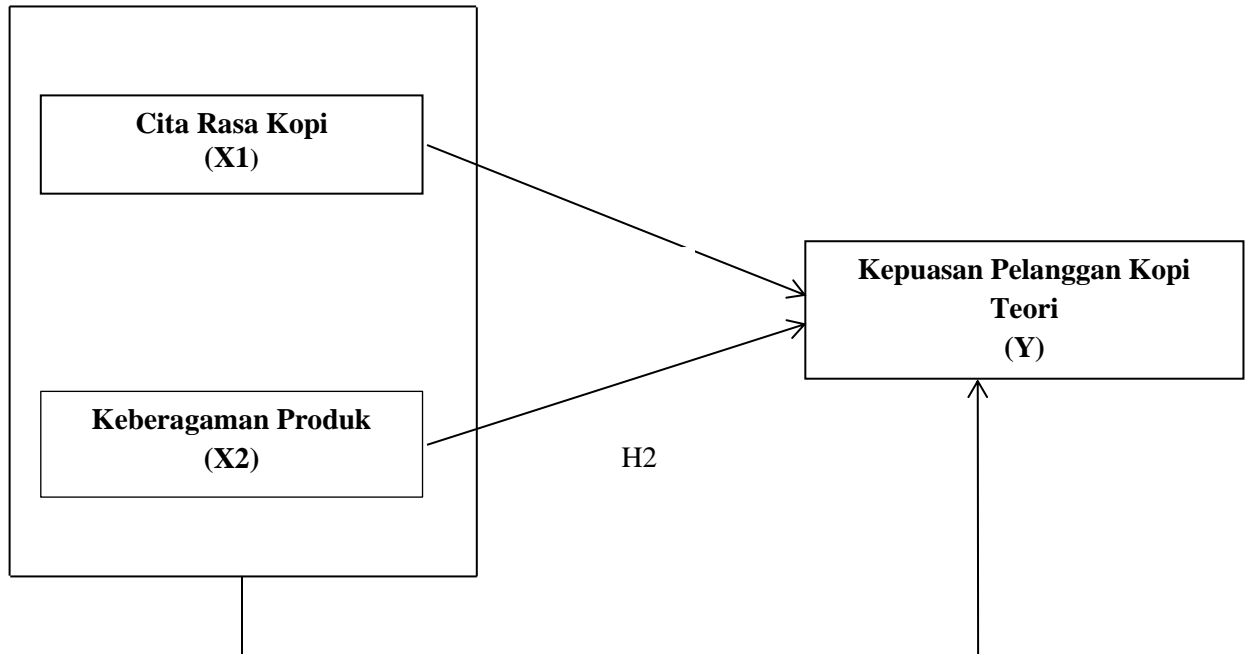 Cita Rasa Kopi
(X1)
Kepuasan Pelanggan Kopi
Teori
(Y)
Keberagaman Produk
(X2)
H2